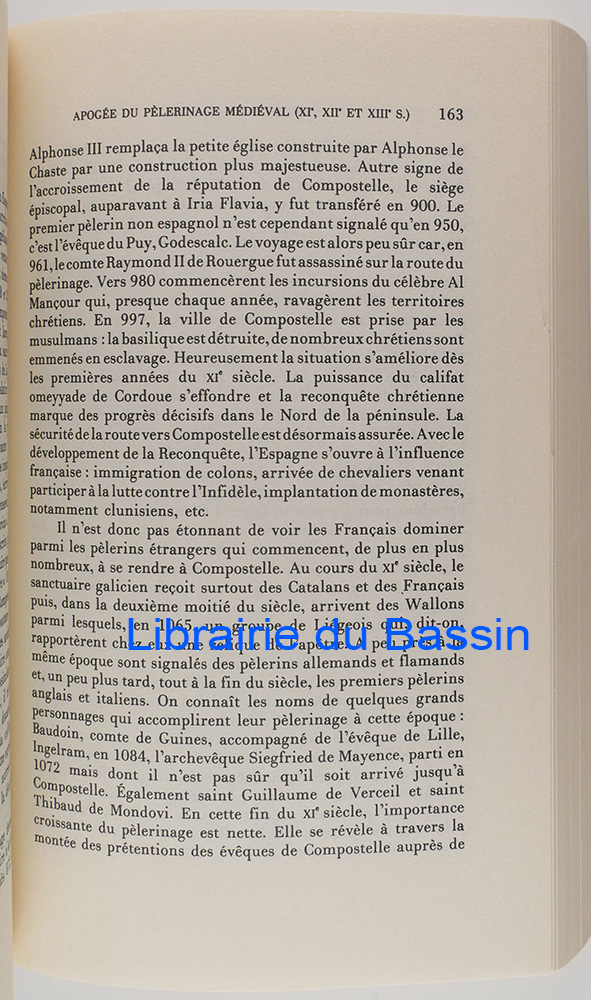 APOGÉE DU PÈLERINAGE MÉDIÉVAL (XIᵉ, XIIᵉ ET XIIIᵉ S.) 163
Alphonse III remplaça la petite église construite par Alphonse le
Chaste par une construction plus majestueuse. Autre signe de
l'accroissement de la réputation de Compostelle, le siège
épiscopal, auparavant à Iria Flavia, y fut transféré en 900. Le
premier pèlerin non espagnol n'est cependant signalé qu'en 950,
c'est l'évêque du Puy, Godescalc. Le voyage est alors peu sûr car, en
961, le comte Raymond II de Rouergue fut assassiné sur la route du
pèlerinage. Vers 980 commencèrent les incursions du célèbre Al
Mançour qui, presque chaque année, ravagèrent les territoires
chrétiens. En 997, la ville de Compostelle est prise par les
musulmans : la basilique est détruite, de nombreux chrétiens sont
emmenés en esclavage. Heureusement la situation s'améliore dès
les premières années du XIᵉ siècle. La puissance du califat
omeyyade de Cordoue s'effondre et la reconquête chrétienne
marque des progrès décisifs dans le Nord de la péninsule. La
sécurité de la route vers Compostelle est désormais assurée. Avec le
développement de la Reconquête, l'Espagne s'ouvre à l'influence
française : immigration de colons, arrivée de chevaliers venant
participer à la lutte contre l'Infidèle, implantation de monastères,
notamment clunisiens, etc.
Il n'est donc pas étonnant de voir les Français dominer
parmi les pèlerins étrangers qui commencent, de plus en plus
nombreux, à se rendre à Compostelle. Au cours du XIᵉ siècle, le
sanctuaire galicien reçoit surtout des Catalans et des Français
puis, dans la deuxième moitié du siècle, arrivent des Wallons
parmi lesquels, en 1065, un groupe de Liégeois qui, dit-on,
rapportèrent chez eux une relique de l'apôtre. A peu près à la
Librairie du Bassin
même époque sont signalés des pèlerins allemands et flamands
et, un peu plus tard, tout à la fin du siècle, les premiers pèlerins
anglais et italiens. On connaît les noms de quelques grands
personnages qui accomplirent leur pèlerinage à cette époque :
Baudoin, comte de Guines, accompagné de l'évêque de Lille,
Ingelram, en 1084, l'archevêque Siegfried de Mayence, parti en
1072 mais dont il n'est pas sûr qu'il soit arrivé jusqu'à
Compostelle. Également saint Guillaume de Verceil et saint
Thibaud de Mondovi. En cette fin du XIᵉ siècle, l'importance
croissante du pèlerinage est nette. Elle se révèle à travers la
montée des prétentions des évêques de Compostelle auprès de